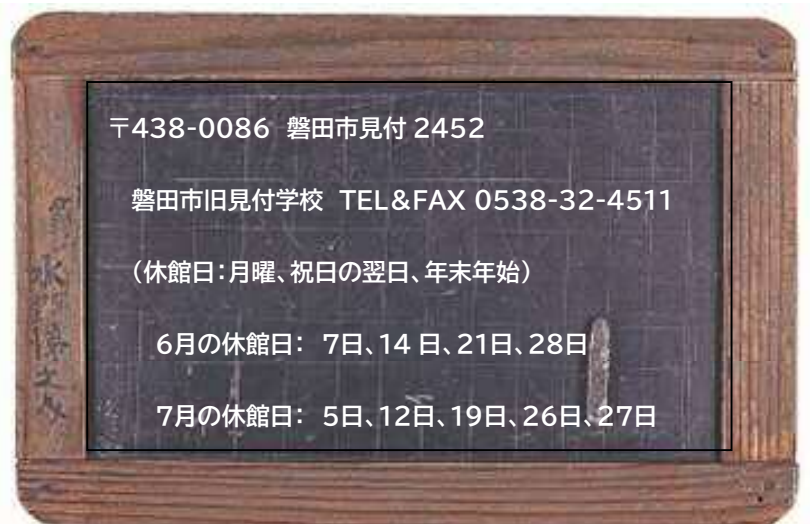 〒438-0086 磐田市見付 2452
磐田市旧見付学校 TEL&FAX 0538-32-4511
（休館日：月曜、祝日の翌日、年末年始）
6月の休館日： 7日、14 日、21日、28日
7月の休館日： 5日、12日、19日、26日、27日